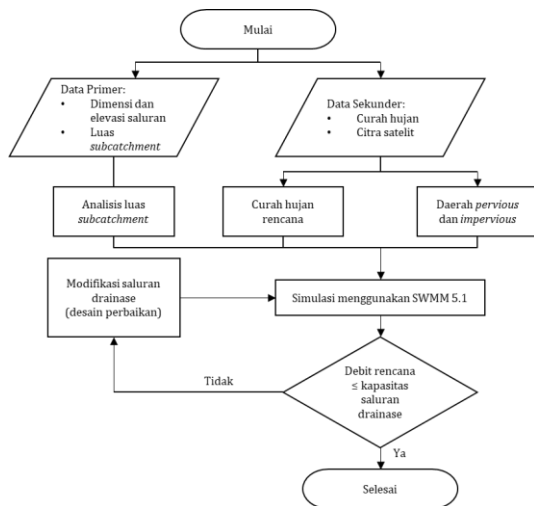 Mulai
Data Primer:
• Dimensi dan
elevasi saluran
• Luas
subcatchment
Data Sekunder:
• Curah hujan
• Citra satelit
Analisis luas
subcatchment
Curah hujan
rencana
Daerah pervious
dan impervious
Modifikasi saluran
drainase
(desain perbaikan)
Simulasi menggunakan SWMM 5.1
Tidak
Debit rencana
≤ kapasitas
saluran
drainase
Ya
Selesai